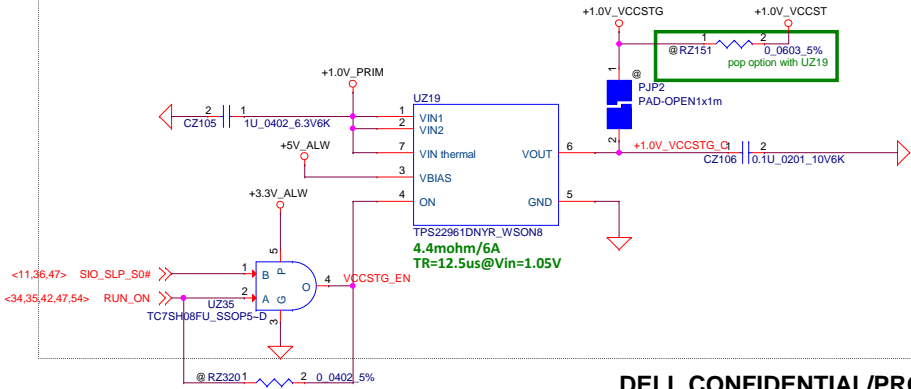 +1.0V_VCCSTG
+1.0V_VCCST
@ RZ151
1
2
0_0603_5%
pop option with UZ19
1
@
PJP2
PAD-OPEN1x1m
2
+1.0V_PRIM
UZ19
2
1
CZ105
1U_0402_6.3V6K
1
VIN1
2
VIN2
7
VIN thermal
VOUT
6
+1.0V_VCCSTG_C
1
2
CZ106
0.1U_0201_10V6K
+5V_ALW
3
VBIAS
+3.3V_ALW
4
ON
GND
5
TPS22961DNYR_WSON8
4.4mohm/6A
TR=12.5us@Vin=1.05V
<11,36,47>
SIO_SLP_S0#
1
B
5
P
O
4
VCCSTG_EN
<34,35,42,47,54>
RUN_ON
2
A
G
3
UZ35
TC7SH08FU_SSOP5~D
@ RZ320
1
2
0_0402_5%
DELL CONFIDENTIAL/PRO